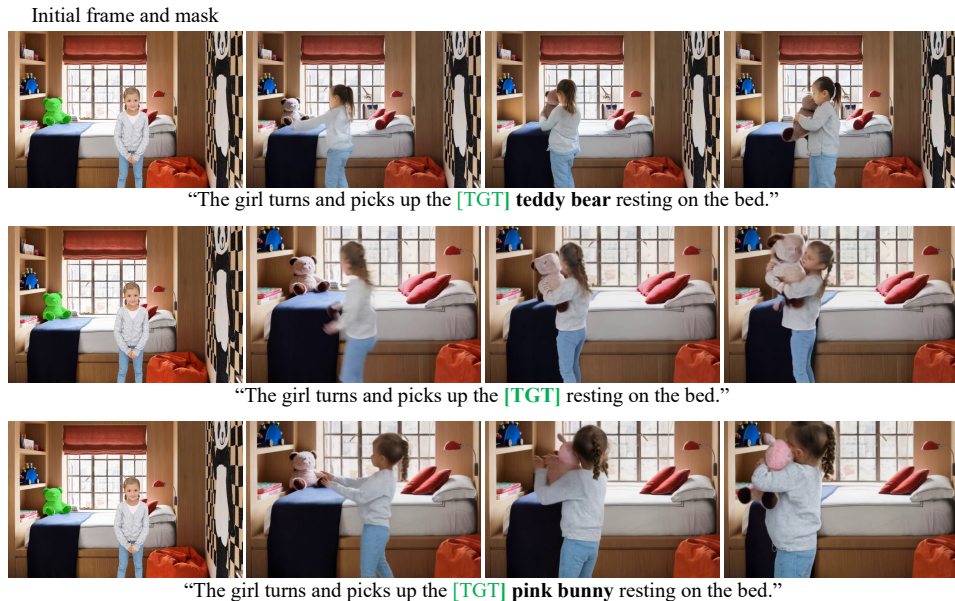 Initial frame and mask
“The girl turns and picks up the [TGT] teddy bear resting on the bed.”
“The girl turns and picks up the [TGT] resting on the bed.”
“The girl turns and picks up the [TGT] pink bunny resting on the bed.”